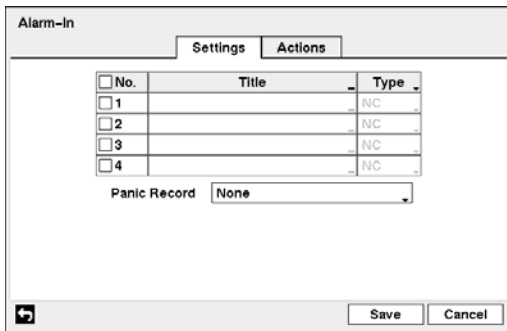 Alarm-In
Settings Actions
No. Title Type
1 NC
2 NC
3 NC
4 NC
Panic Record None
Save Cancel